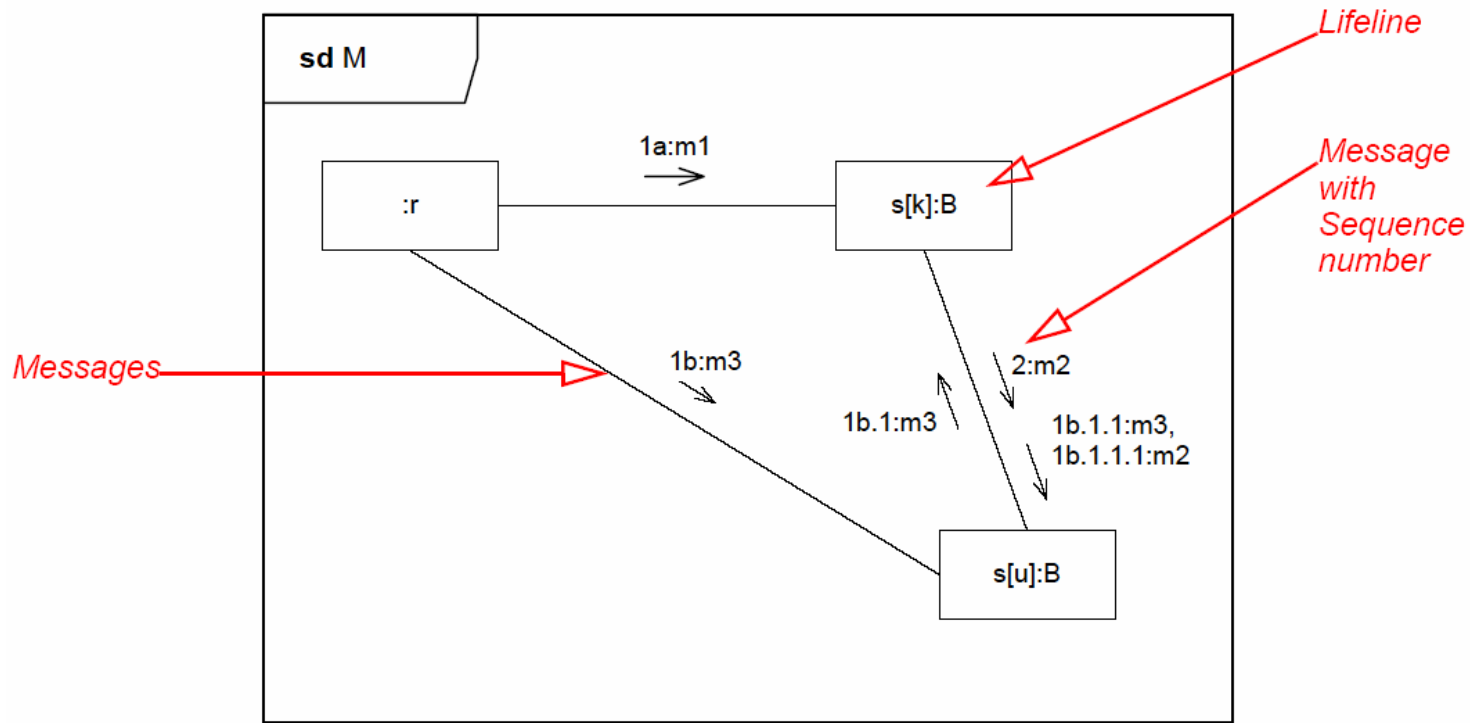 sd M
Lifeline
1a:m1
:r
s[k]:B
Message
with
Sequence
number
Messages
1b:m3
2:m2
1b.1:m3
1b.1.1:m3,
1b.1.1.1:m2
s[u]:B